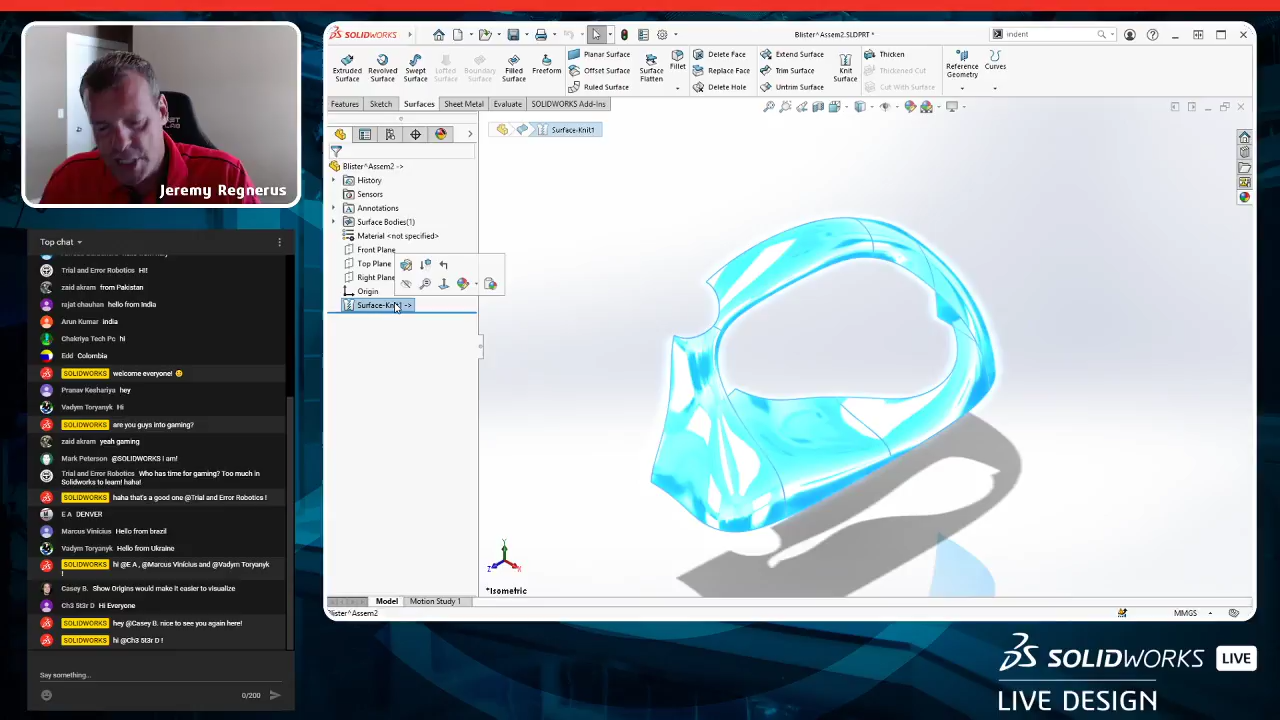 Jeremy Regnerus
Top chat
Trial and Error Robotics Hi!
zaid akram from Pakistan
rajat chauhan hello from India
Arun Kumar india
Chakriya Tech Pc hi
Edd Colombia
SOLIDWORKS welcome everyone!
Pranav Keshariya hey
Vadym Toryanyk Hi
SOLIDWORKS are you guys into gaming?
zaid akram yeah gaming
Mark Peterson @SOLIDWORKS I am!
Trial and Error Robotics Who has time for gaming? Too much in
Solidworks to learn! haha!
SOLIDWORKS haha that's a good one @Trial and Error Robotics !
E A DENVER
Marcus Vinícius Hello from brazil
Vadym Toryanyk Hello from Ukraine
SOLIDWORKS hi @E A , @Marcus Vinícius and @Vadym Toryanyk
!
Casey B. Show Origins would make it easier to visualize
Ch3 5t3r D Hi Everyone
SOLIDWORKS hey @Casey B. nice to see you again here!
SOLIDWORKS hi @Ch3 5t3r D !
Say something...
0/200
SOLIDWORKS
Blister^Assem2.SLDPRT *
indent
Extruded Surface
Revolved Surface
Swept Surface
Lofted Surface
Boundary Surface
Filled Surface
Freeform
Planar Surface
Offset Surface
Ruled Surface
Surface Flatten
Fillet
Delete Face
Replace Face
Delete Hole
Extend Surface
Trim Surface
Untrim Surface
Knit Surface
Thicken
Thickened Cut
Cut With Surface
Reference Geometry
Curves
Features
Sketch
Surfaces
Sheet Metal
Evaluate
SOLIDWORKS Add-Ins
Surface-Knit1
Blister^Assem2 ->
History
Sensors
Annotations
Surface Bodies(1)
Material <not specified>
Front Plane
Top Plane
Right Plane
Origin
Surface-Knit1 ->
Y
Z
X
*Isometric
Model
Motion Study 1
Blister^Assem2
MMGS
SOLIDWORKS LIVE
LIVE DESIGN